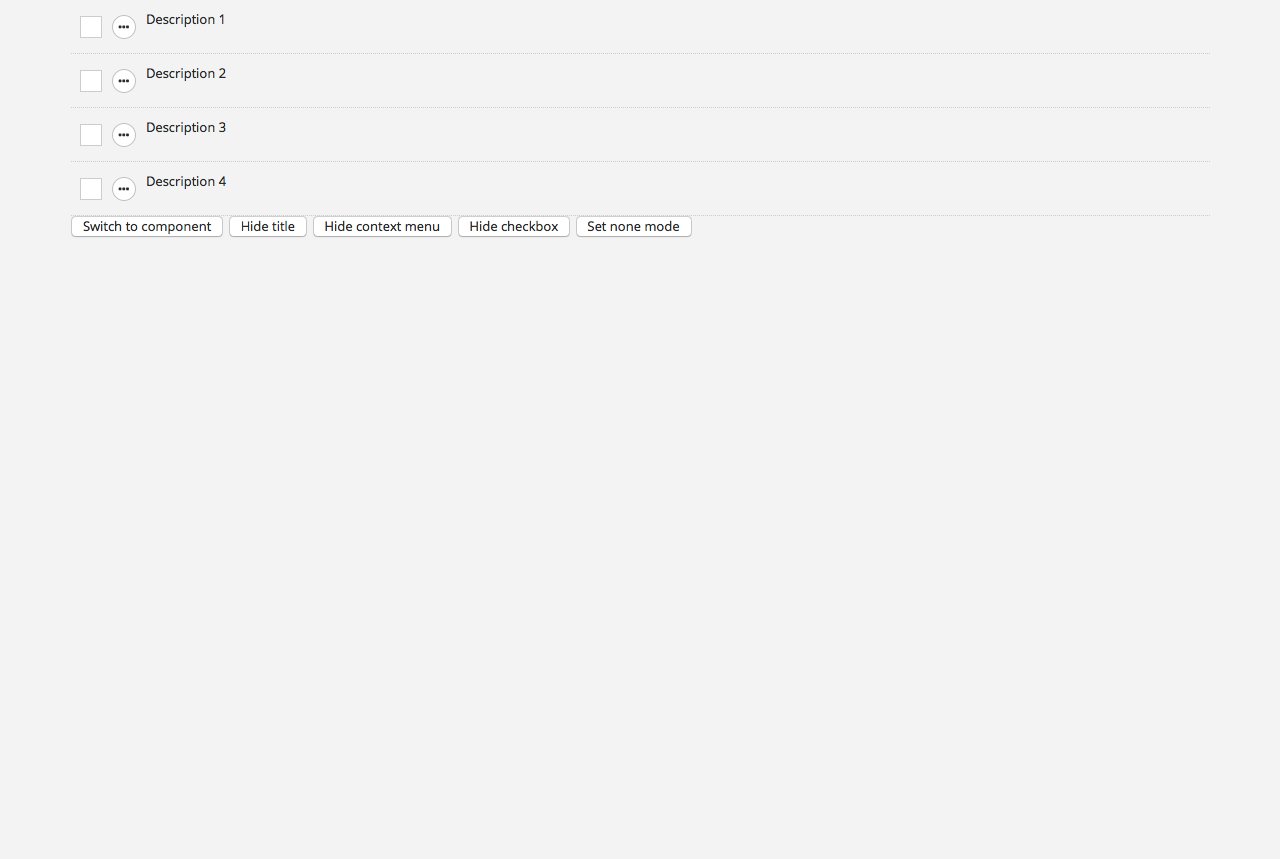 Description 1
Description 2
Description 3
Description 4
Switch to component Hide title Hide context menu Hide checkbox Set none mode